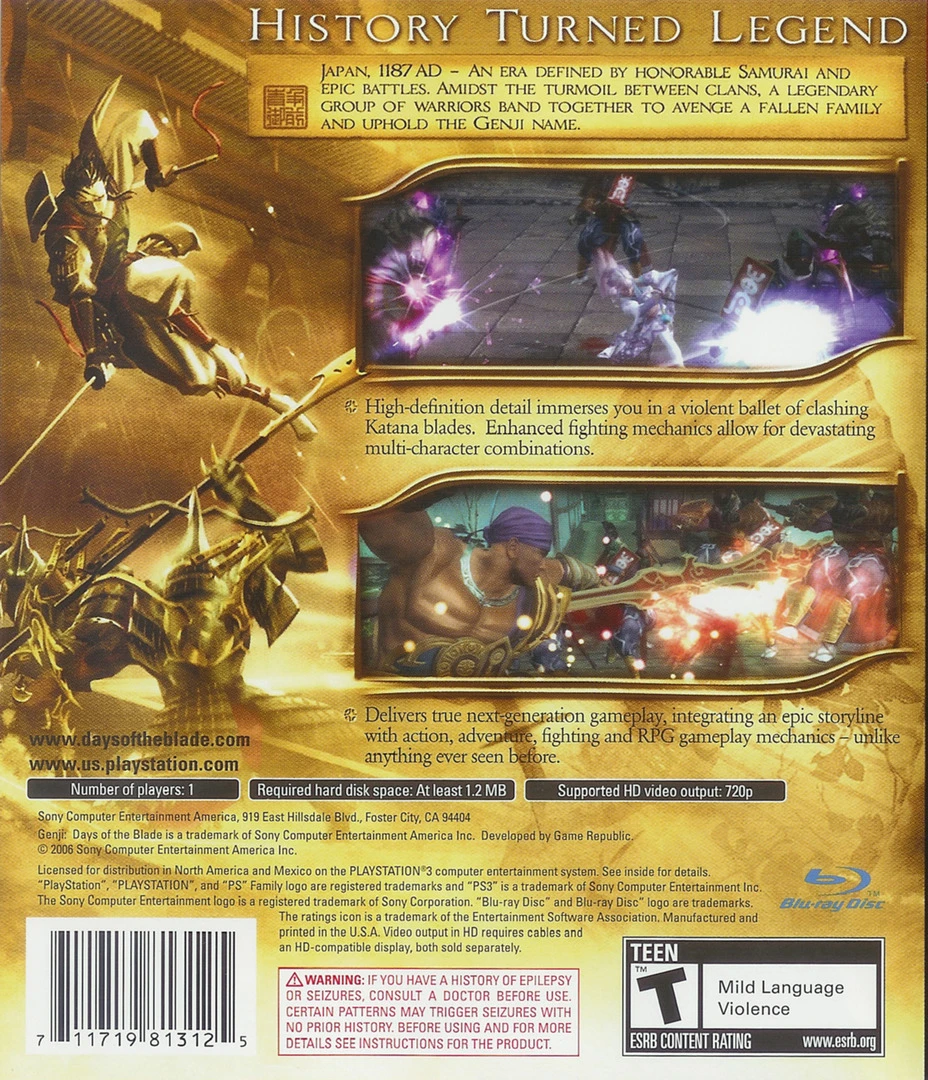 HISTORY TURNED LEGEND
JAPAN, 1187 AD – AN ERA DEFINED BY HONORABLE SAMURAI AND
EPIC BATTLES. AMIDST THE TURMOIL BETWEEN CLANS, A LEGENDARY
GROUP OF WARRIORS BAND TOGETHER TO AVENGE A FALLEN FAMILY
AND UPHOLD THE GENJI NAME.
High-definition detail immerses you in a violent ballet of clashing
Katana blades. Enhanced fighting mechanics allow for devastating
multi-character combinations.
Delivers true next-generation gameplay, integrating an epic storyline
with action, adventure, fighting and RPG gameplay mechanics – unlike
anything ever seen before.
www.daysoftheblade.com
www.us.playstation.com
Number of players: 1
Required hard disk space: At least 1.2 MB
Supported HD video output: 720p
Sony Computer Entertainment America, 919 East Hillsdale Blvd., Foster City, CA 94404
Genji: Days of the Blade is a trademark of Sony Computer Entertainment America Inc. Developed by Game Republic.
© 2006 Sony Computer Entertainment America Inc.
Licensed for distribution in North America and Mexico on the PLAYSTATION®3 computer entertainment system. See inside for details.
"PlayStation", "PLAYSTATION", and "PS" Family logo are registered trademarks and "PS3" is a trademark of Sony Computer Entertainment Inc.
The Sony Computer Entertainment logo is a registered trademark of Sony Corporation. "Blu-ray Disc" and Blu-ray Disc" logo are trademarks.
The ratings icon is a trademark of the Entertainment Software Association. Manufactured and
printed in the U.S.A. Video output in HD requires cables and
an HD-compatible display, both sold separately.
Blu-ray Disc™
7 11719 81312 5
⚠WARNING: IF YOU HAVE A HISTORY OF EPILEPSY
OR SEIZURES, CONSULT A DOCTOR BEFORE USE.
CERTAIN PATTERNS MAY TRIGGER SEIZURES WITH
NO PRIOR HISTORY. BEFORE USING AND FOR MORE
DETAILS SEE INSTRUCTIONS FOR THE PRODUCT.
TEEN
T™
Mild Language
Violence
ESRB CONTENT RATING
www.esrb.org